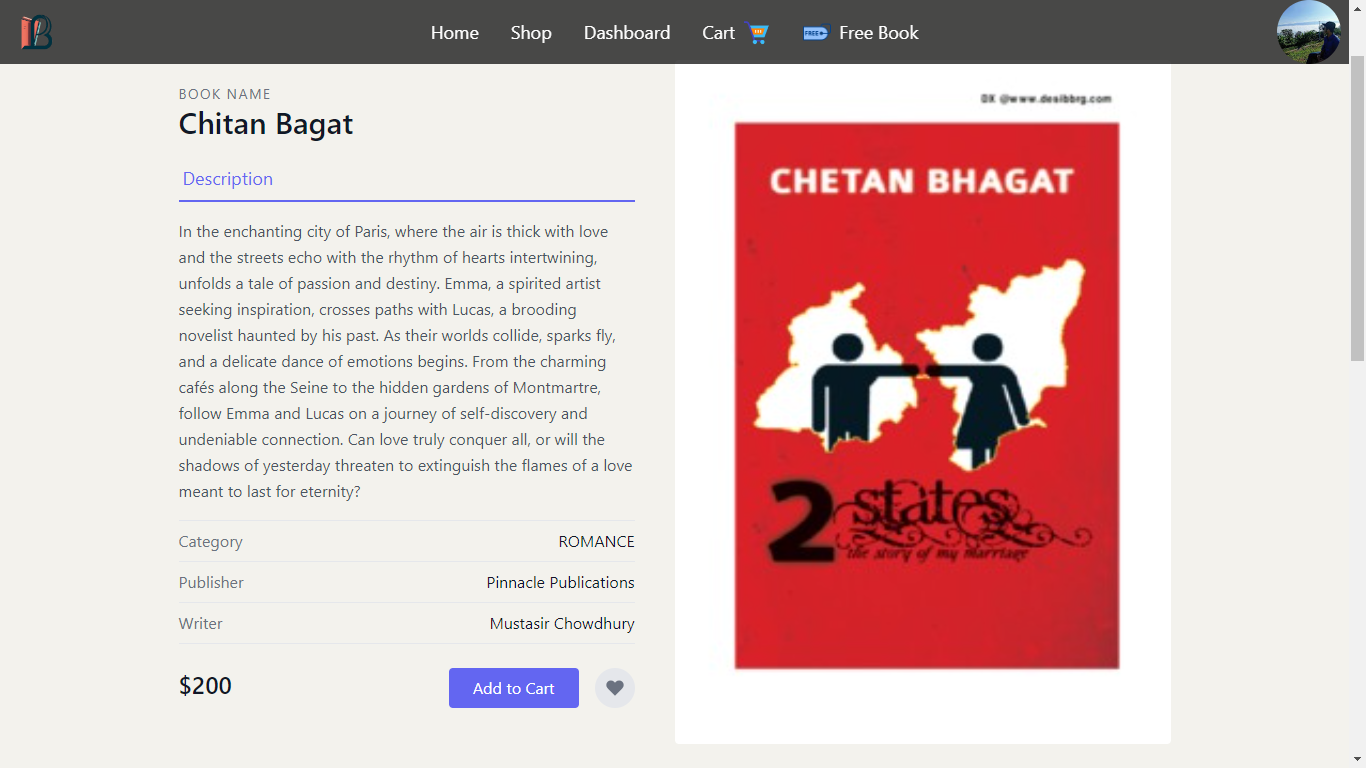 Home Shop Dashboard Cart FREE Free Book
BOOK NAME
Chitan Bagat
Description
In the enchanting city of Paris, where the air is thick with love
and the streets echo with the rhythm of hearts intertwining,
unfolds a tale of passion and destiny. Emma, a spirited artist
seeking inspiration, crosses paths with Lucas, a brooding
novelist haunted by his past. As their worlds collide, sparks fly,
and a delicate dance of emotions begins. From the charming
cafés along the Seine to the hidden gardens of Montmartre,
follow Emma and Lucas on a journey of self-discovery and
undeniable connection. Can love truly conquer all, or will the
shadows of yesterday threaten to extinguish the flames of a love
meant to last for eternity?
Category ROMANCE
Publisher Pinnacle Publications
Writer Mustasir Chowdhury
$200 Add to Cart
CHETAN BHAGAT
2 states
the story of my marriage